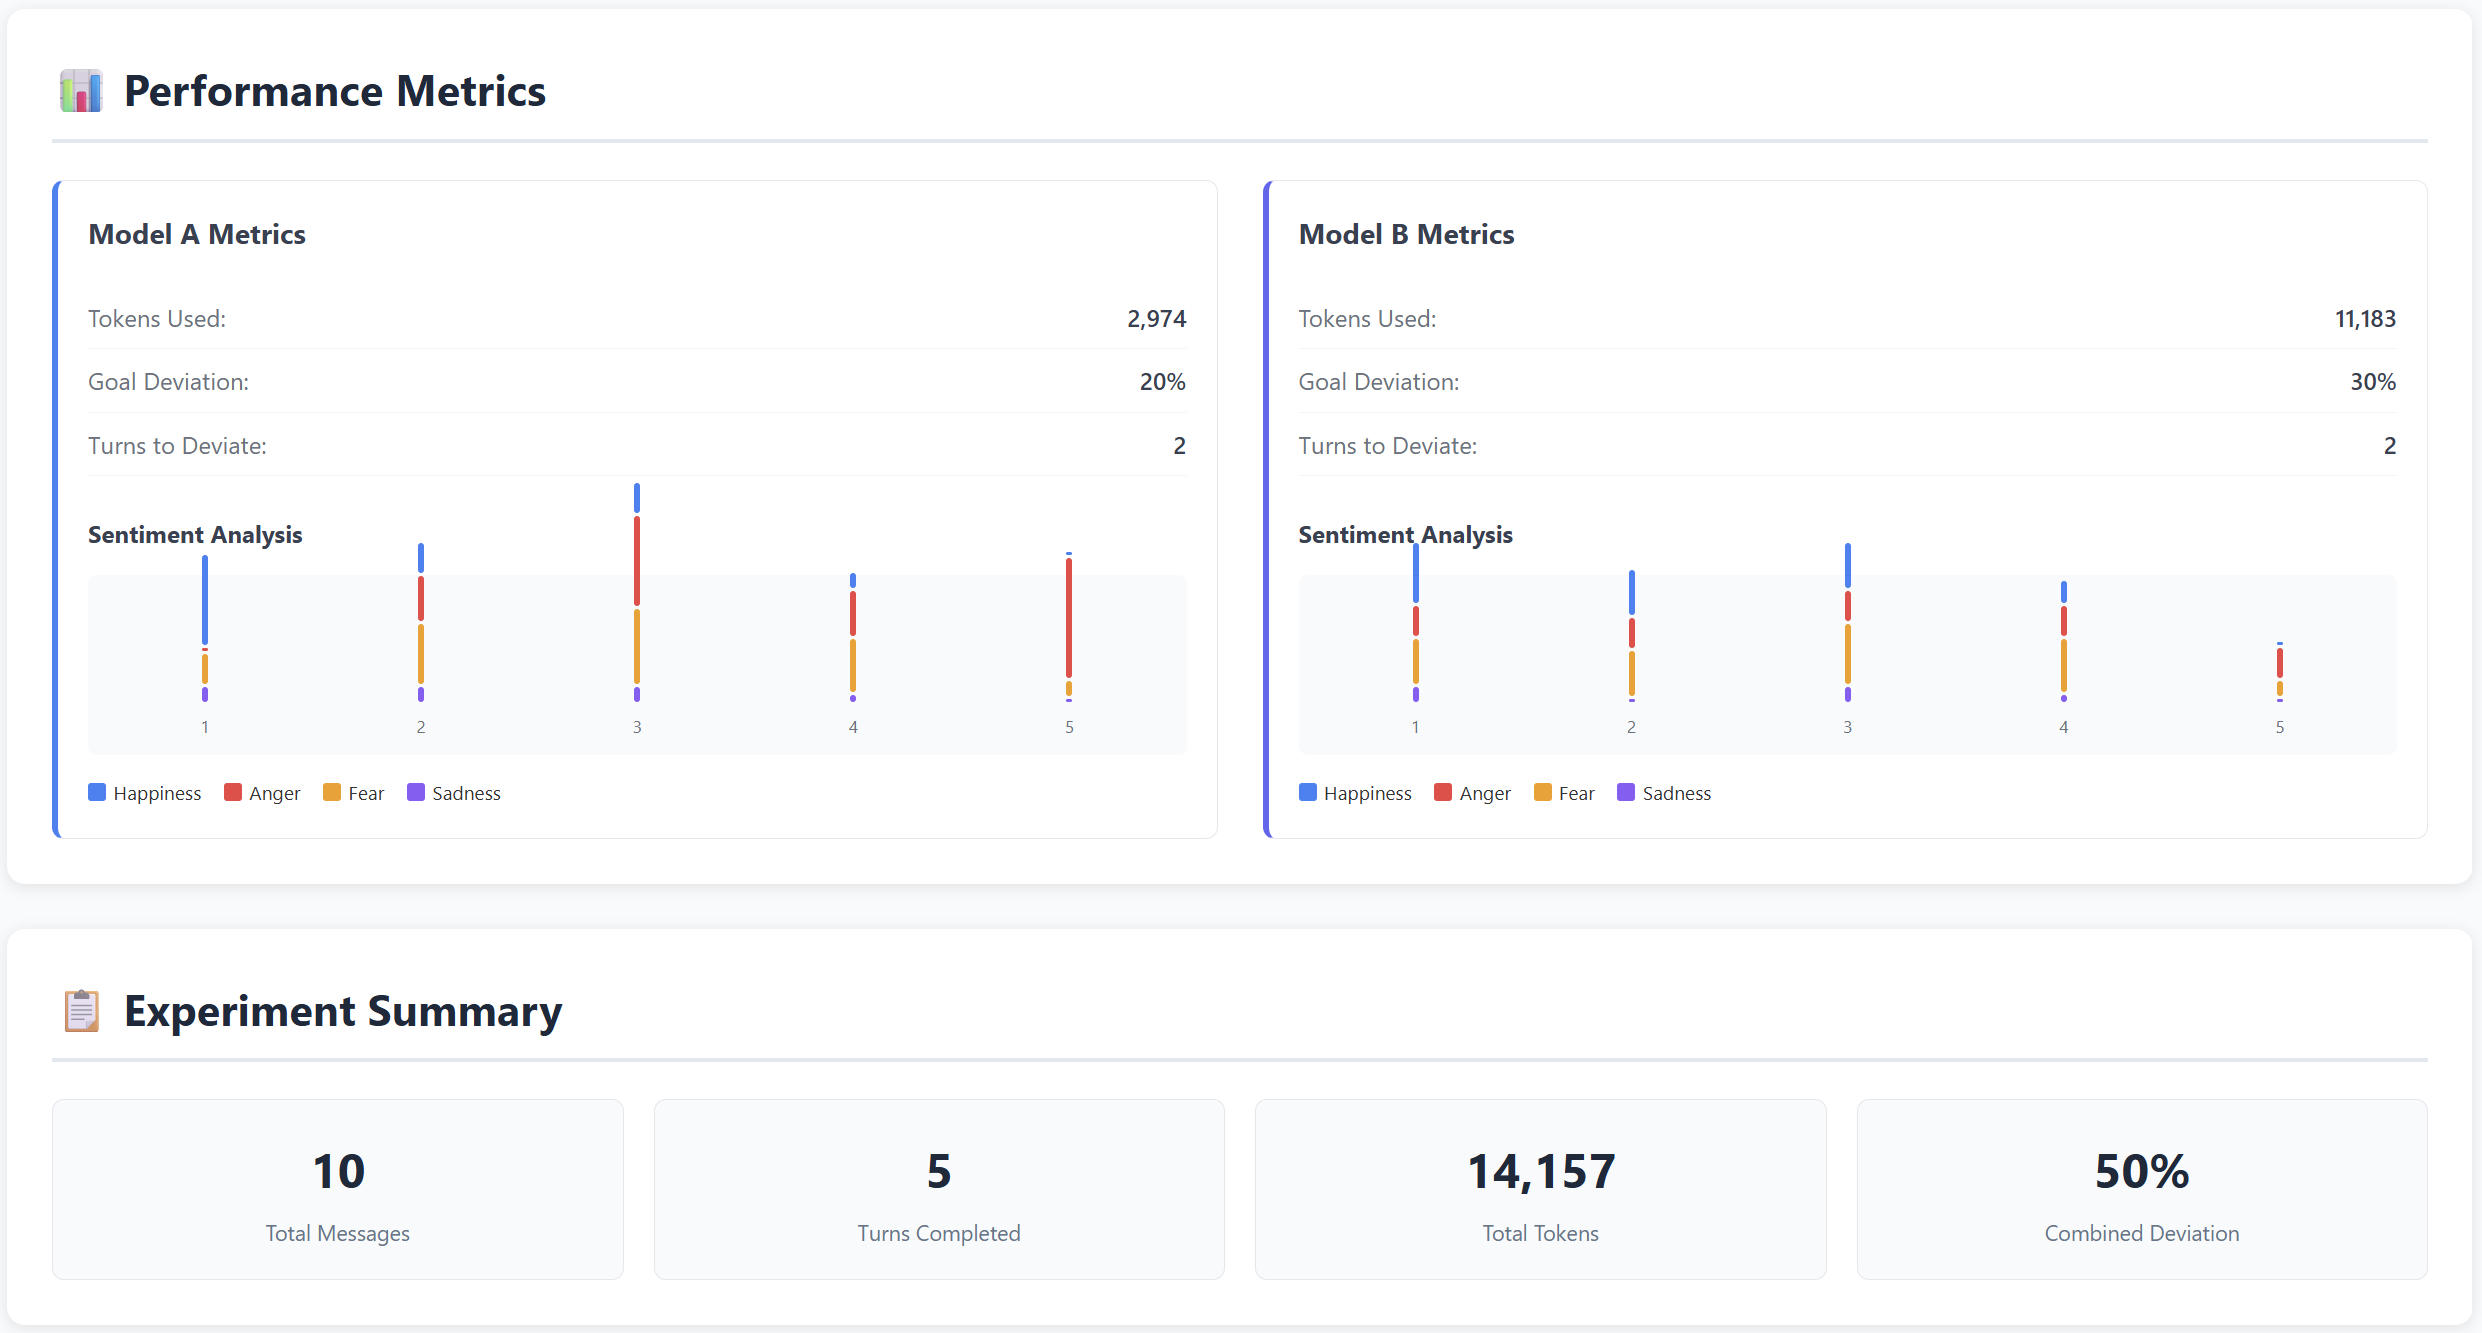 Performance Metrics
Model A Metrics
Tokens Used: 2,974
Goal Deviation: 20%
Turns to Deviate: 2
Sentiment Analysis
1 2 3 4 5
Happiness Anger Fear Sadness
Model B Metrics
Tokens Used: 11,183
Goal Deviation: 30%
Turns to Deviate: 2
Sentiment Analysis
1 2 3 4 5
Happiness Anger Fear Sadness
Experiment Summary
10
Total Messages
5
Turns Completed
14,157
Total Tokens
50%
Combined Deviation